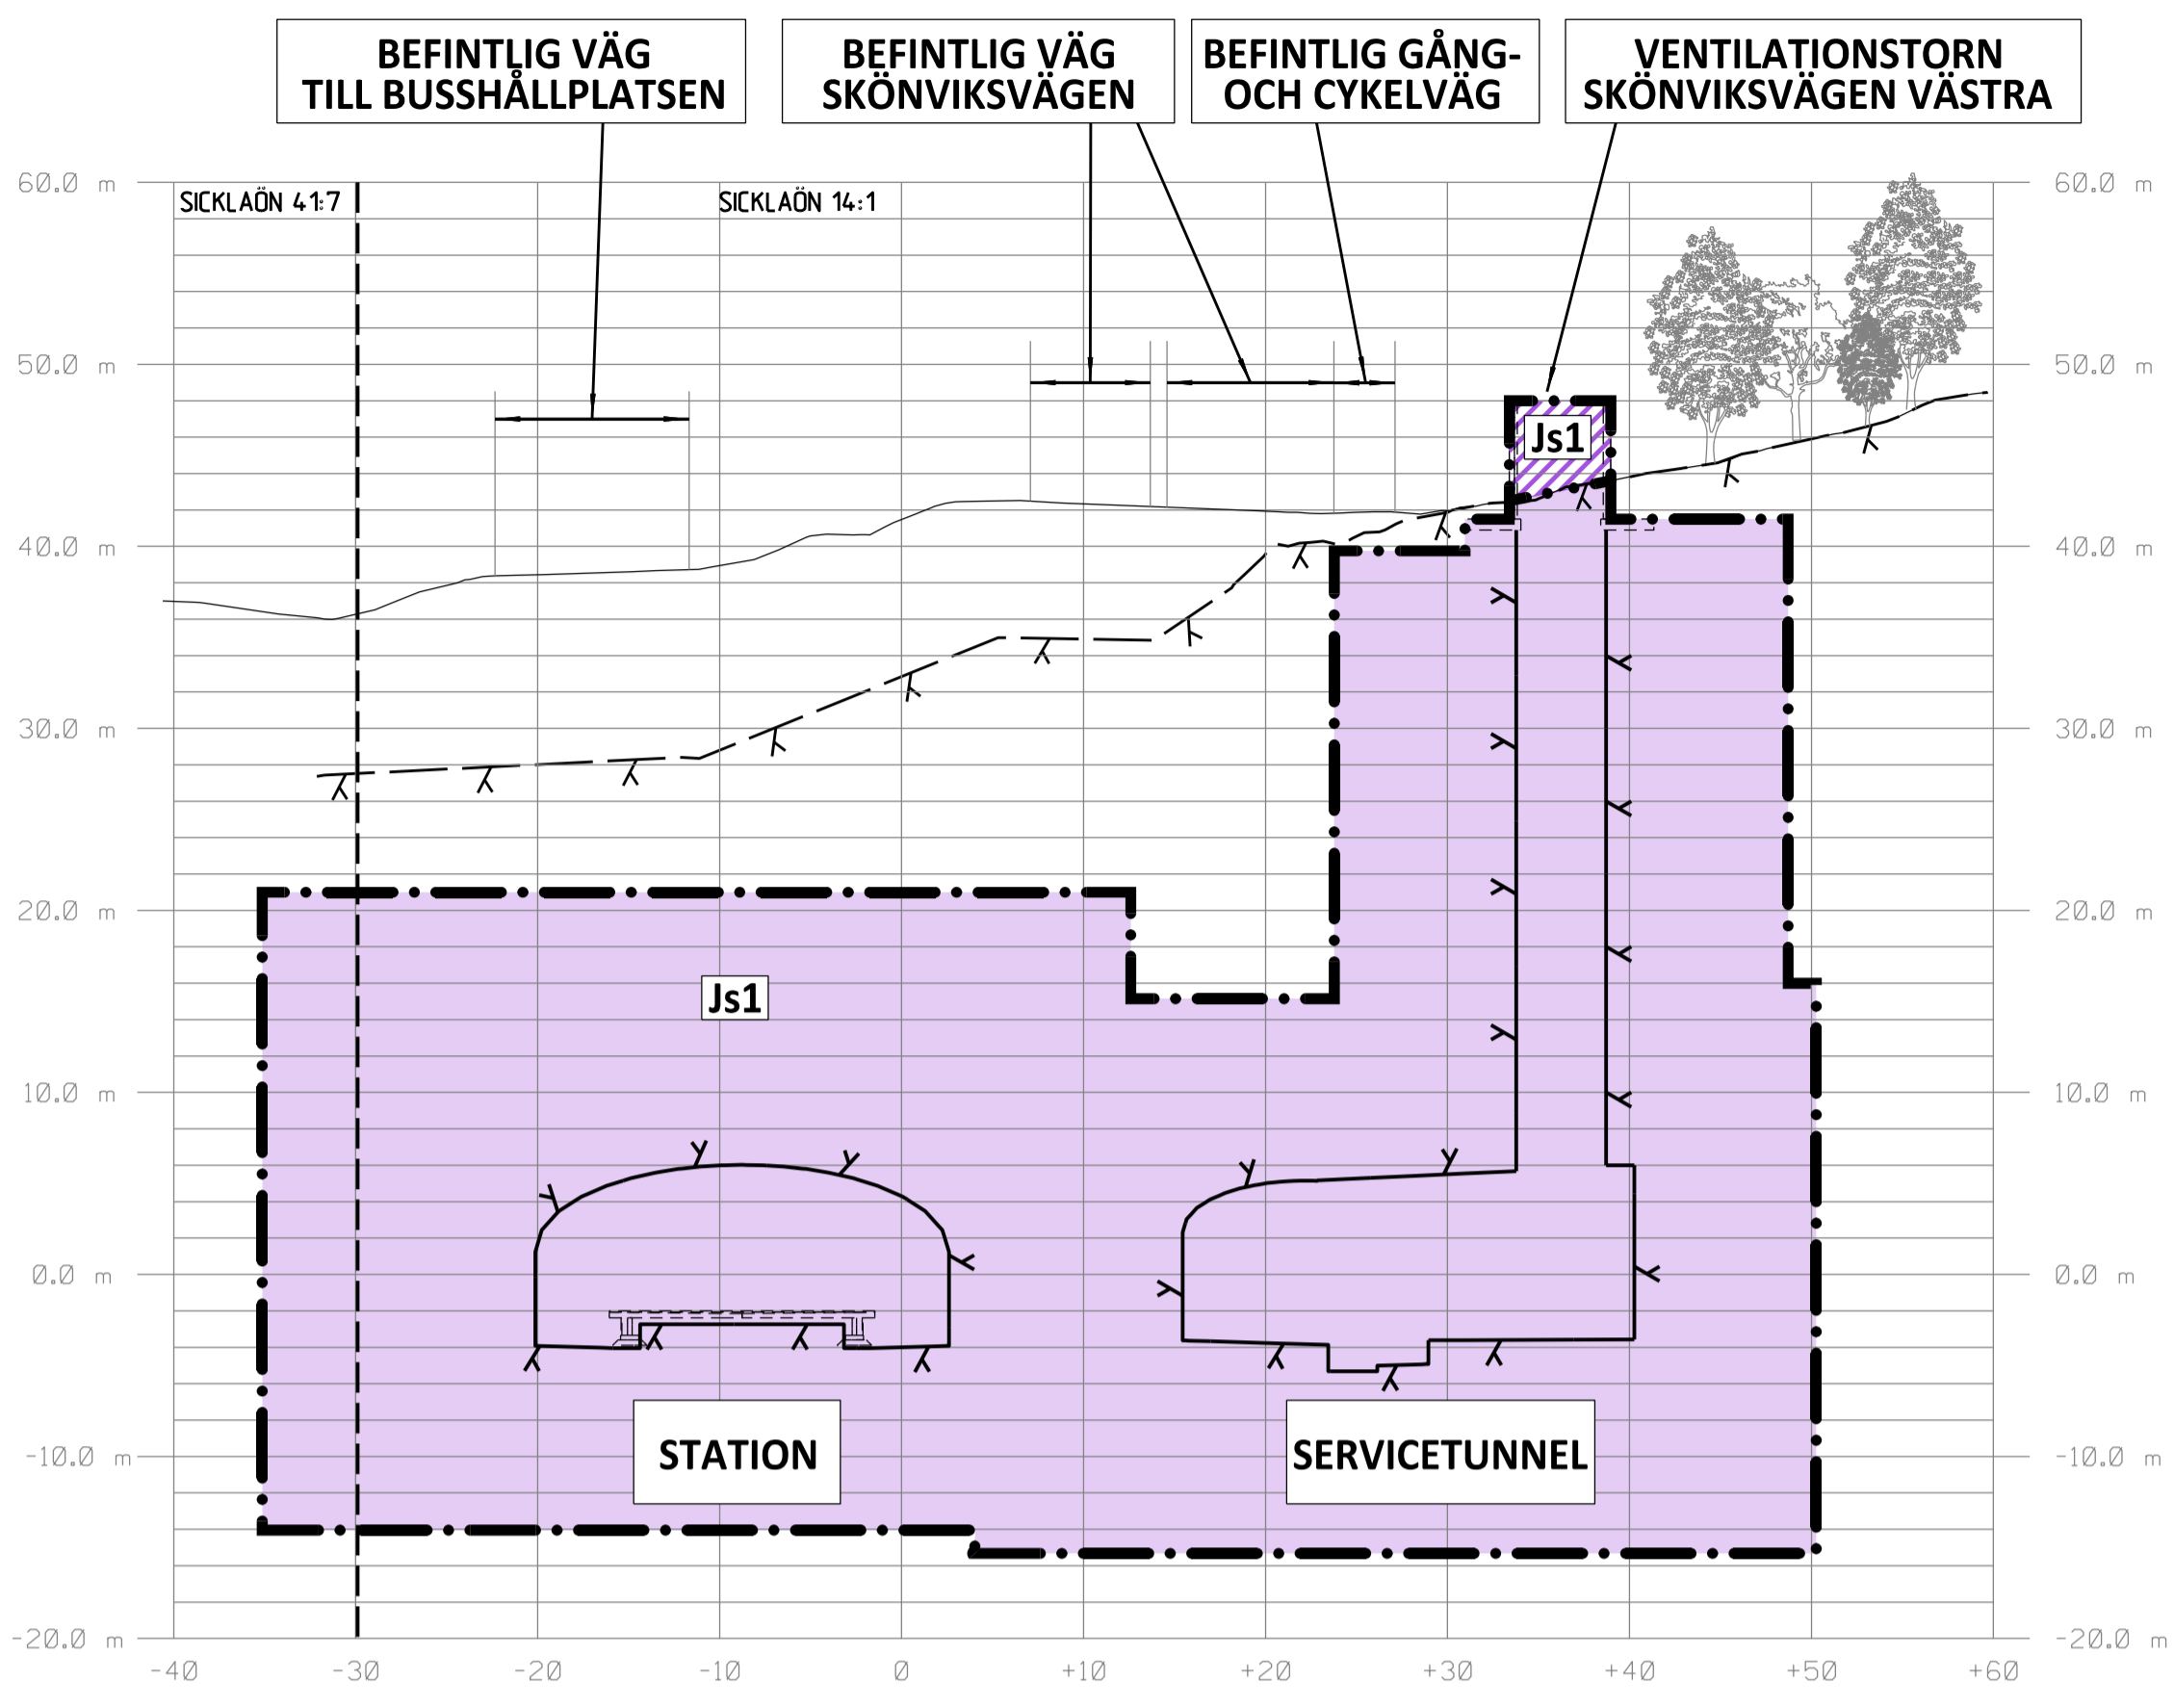 BEFINTLIG VÄG
TILL BUSSHÅLLPLATSEN
BEFINTLIG VÄG
SKÖNVIKSVÄGEN
BEFINTLIG GÅNG-
OCH CYKELVÄG
VENTILATIONSTORN
SKÖNVIKSVÄGEN VÄSTRA
60.0 m
SICKLAÖN 41:7
SICKLAÖN 14:1
60.0 m
50.0 m
50.0 m
Js1
40.0 m
40.0 m
30.0 m
30.0 m
20.0 m
20.0 m
Js1
10.0 m
10.0 m
0.0 m
0.0 m
STATION
SERVICETUNNEL
-10.0 m
-10.0 m
-20.0 m
-20.0 m
-40 -30 -20 -10 0 +10 +20 +30 +40 +50 +60